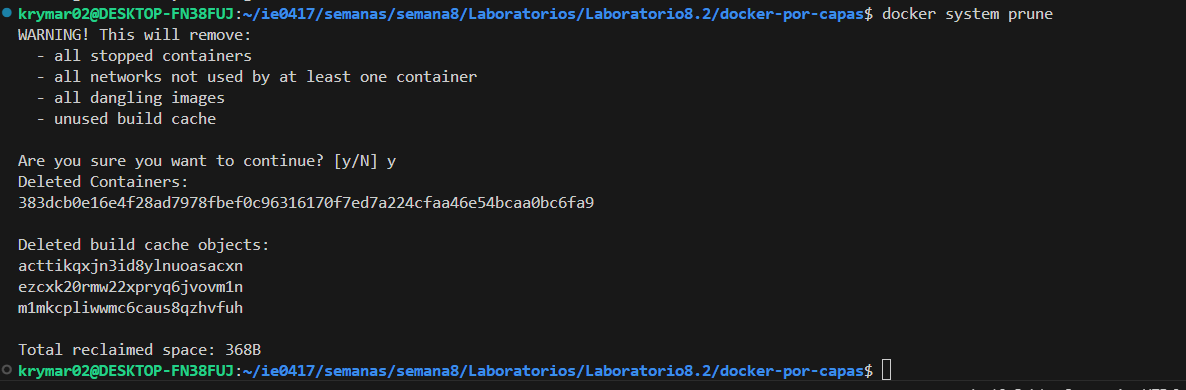 krymar02@DESKTOP-FN38FUJ:~/ie0417/semanas/semana8/Laboratorios/Laboratorio8.2/docker-por-capas$ docker system prune
WARNING! This will remove:
  - all stopped containers
  - all networks not used by at least one container
  - all dangling images
  - unused build cache

Are you sure you want to continue? [y/N] y
Deleted Containers:
383dcb0e16e4f28ad7978fbef0c96316170f7ed7a224cfaa46e54bcaa0bc6fa9

Deleted build cache objects:
acttikqxjn3id8ylnuoasacxn
ezcxk20rmw22xpryq6jvovm1n
m1mkcpliwwmc6caus8qzhvfuh

Total reclaimed space: 368B
krymar02@DESKTOP-FN38FUJ:~/ie0417/semanas/semana8/Laboratorios/Laboratorio8.2/docker-por-capas$